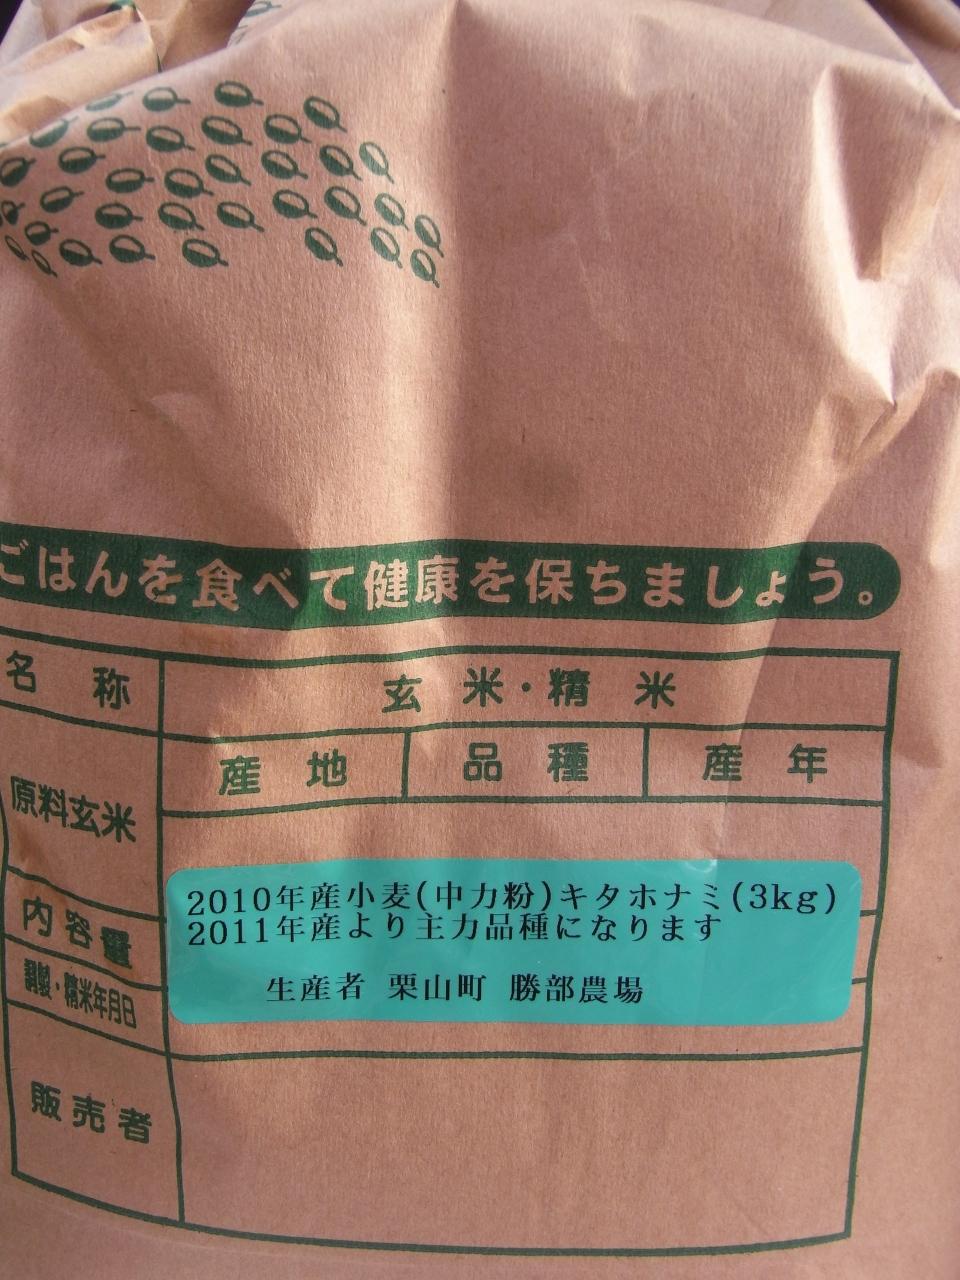 ごはんを食べて健康を保ちましょう。
名称 玄米・精米
原料玄米 産地 品種 産年
内容量
調製・精米年月日
販売者
2010年産小麦(中力粉)キタホナミ(3kg)
2011年産より主力品種になります
生産者 栗山町 勝部農場